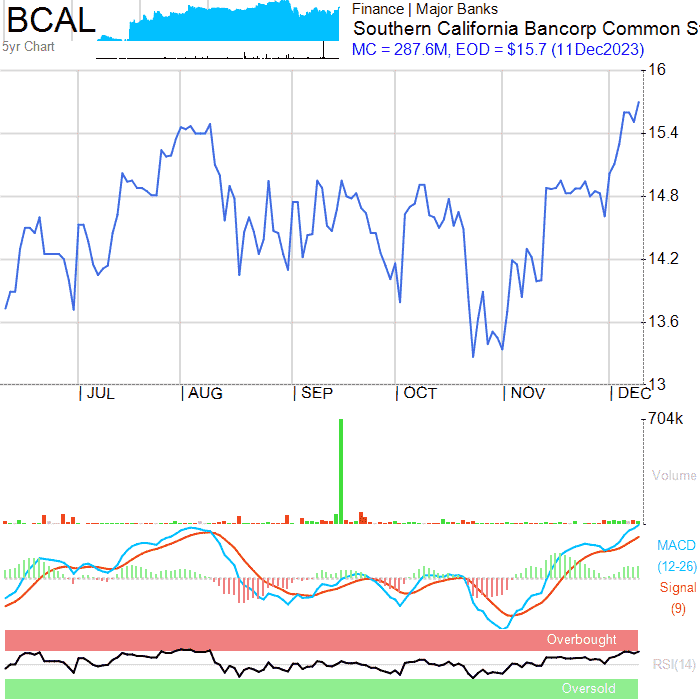 BCAL
5yr Chart
Finance | Major Banks
Southern California Bancorp Common S
MC = 287.6M, EOD = $15.7 (11Dec2023)
16
15.4
14.8
14.2
13.6
13
JUL AUG SEP OCT NOV DEC
704k
Volume
MACD
(12-26)
Signal
(9)
Overbought
RSI(14)
Oversold